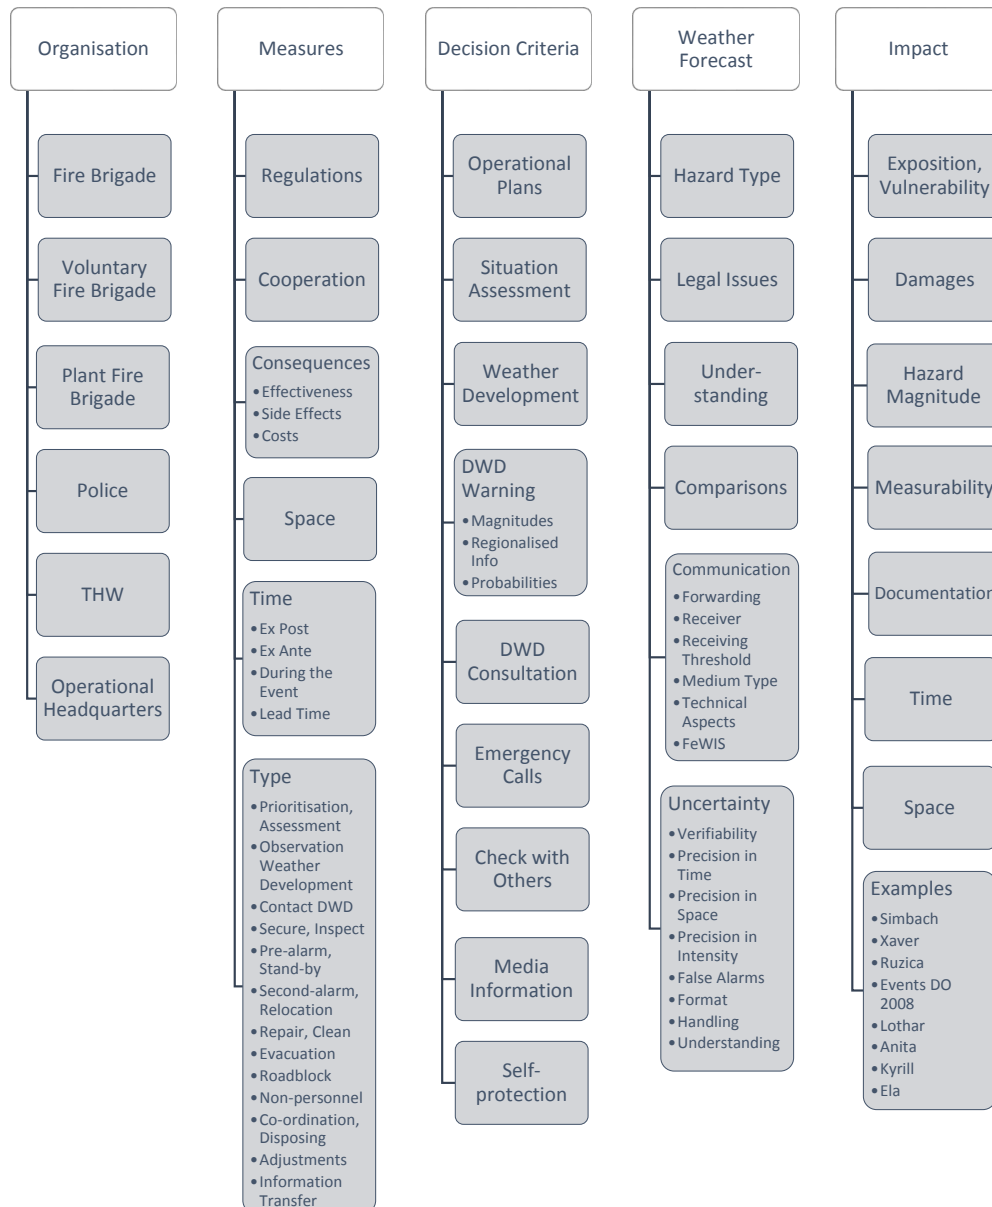 Organisation
Fire Brigade
Voluntary
Fire Brigade
Plant Fire
Brigade
Police
THW
Operational
Headquarters
Measures
Regulations
Cooperation
Consequences
• Effectiveness
• Side Effects
• Costs
Space
Time
• Ex Post
• Ex Ante
• During the
Event
• Lead Time
Type
• Prioritisation,
Assessment
• Observation
Weather
Development
• Contact DWD
• Secure, Inspect
• Pre-alarm,
Stand-by
• Second-alarm,
Relocation
• Repair, Clean
• Evacuation
• Roadblock
• Non-personnel
• Co-ordination,
Disposing
• Adjustments
• Information
Transfer
Decision Criteria
Operational
Plans
Situation
Assessment
Weather
Development
DWD
Warning
• Magnitudes
• Regionalised
Info
• Probabilities
DWD
Consultation
Emergency
Calls
Check with
Others
Media
Information
Self-
protection
Weather
Forecast
Hazard Type
Legal Issues
Under-
standing
Comparisons
Communication
• Forwarding
• Receiver
• Receiving
Threshold
• Medium Type
• Technical
Aspects
• FeWIS
Uncertainty
• Verifiability
• Precision in
Time
• Precision in
Space
• Precision in
Intensity
• False Alarms
• Format
• Handling
• Understanding
Impact
Exposition,
Vulnerability
Damages
Hazard
Magnitude
Measurability
Documentation
Time
Space
Examples
• Simbach
• Xaver
• Ruzica
• Events DO
2008
• Lothar
• Anita
• Kyrill
• Ela